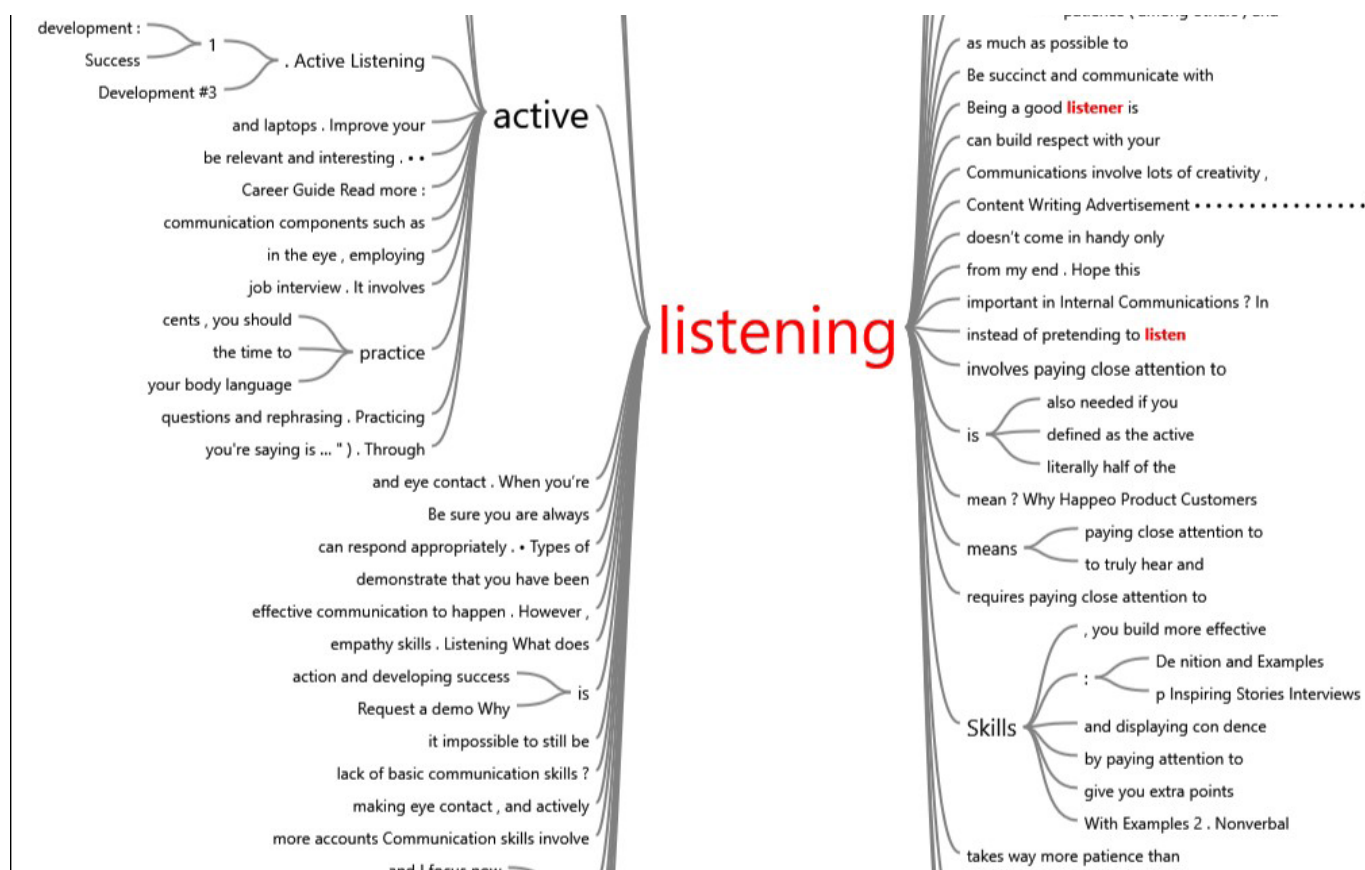 development :
Success
1
Development #3
. Active Listening
and laptops . Improve your
be relevant and interesting . • •
Career Guide Read more :
communication components such as
in the eye , employing
job interview . It involves
cents , you should
the time to
your body language
practice
questions and rephrasing . Practicing
you're saying is ... " ) . Through
active
and eye contact . When you're
Be sure you are always
can respond appropriately . • Types of
demonstrate that you have been
effective communication to happen . However ,
empathy skills . Listening What does
action and developing success
Request a demo Why
is
it impossible to still be
lack of basic communication skills ?
making eye contact , and actively
more accounts Communication skills involve
and I focus now
listening
patience ( among others ) and
as much as possible to
Be succinct and communicate with
Being a good listener is
can build respect with your
Communications involve lots of creativity ,
Content Writing Advertisement • • • • • • • • • • • • • • • •
doesn't come in handy only
from my end . Hope this
important in Internal Communications ? In
instead of pretending to listen
involves paying close attention to
is
also needed if you
defined as the active
literally half of the
mean ? Why Happeo Product Customers
means
paying close attention to
to truly hear and
requires paying close attention to
Skills
, you build more effective
:
De nition and Examples
p Inspiring Stories Interviews
and displaying con dence
by paying attention to
give you extra points
With Examples 2 . Nonverbal
takes way more patience than